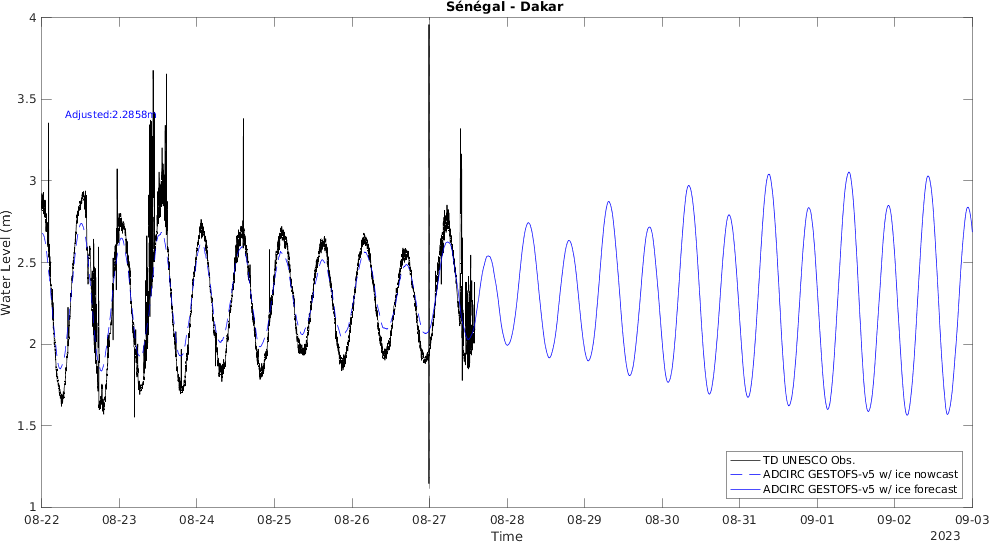 Sénégal - Dakar
4
3.5
3
2.5
2
1.5
1
Water Level (m)
Adjusted:2.2858m
TD UNESCO Obs.
ADCIRC GESTOFS-v5 w/ ice nowcast
ADCIRC GESTOFS-v5 w/ ice forecast
08-22 08-23 08-24 08-25 08-26 08-27 08-28 08-29 08-30 08-31 09-01 09-02 09-03
Time
2023